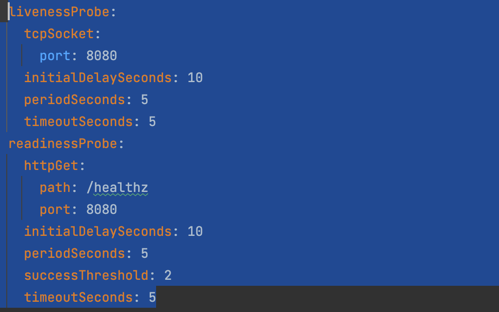 livenessProbe:
  tcpSocket:
    port: 8080
  initialDelaySeconds: 10
  periodSeconds: 5
  timeoutSeconds: 5
readinessProbe:
  httpGet:
    path: /healthz
    port: 8080
  initialDelaySeconds: 10
  periodSeconds: 5
  successThreshold: 2
  timeoutSeconds: 5